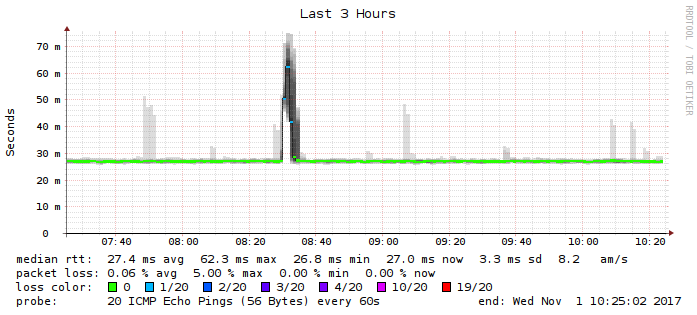 Last 3 Hours
RRDTOOL / TOBI OETIKER
Seconds
70 m
60 m
50 m
40 m
30 m
20 m
10 m
0
07:40 08:00 08:20 08:40 09:00 09:20 09:40 10:00 10:20
median rtt: 27.4 ms avg 62.3 ms max 26.8 ms min 27.0 ms now 3.3 ms sd 8.2 am/s
packet loss: 0.06 % avg 5.00 % max 0.00 % min 0.00 % now
loss color: 0 1/20 2/20 3/20 4/20 10/20 19/20
probe: 20 ICMP Echo Pings (56 Bytes) every 60s end: Wed Nov 1 10:25:02 2017